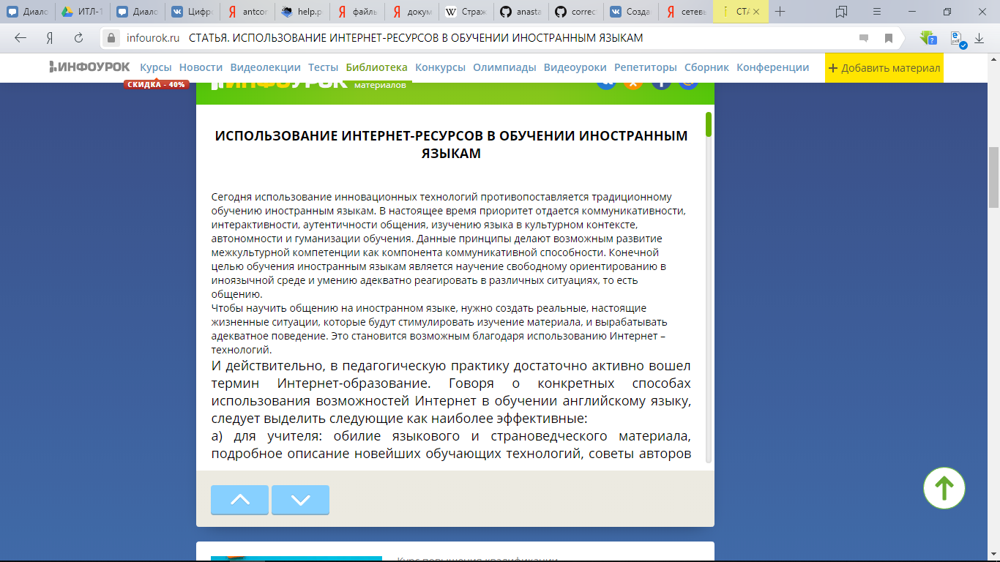 Диало
ИТЛ-1
Диало
Цифр
antcor
help.p
файль
докум
Страж
anasta
correc
Созда
сетевь
СТА
infourok.ru СТАТЬЯ. ИСПОЛЬЗОВАНИЕ ИНТЕРНЕТ-РЕСУРСОВ В ОБУЧЕНИИ ИНОСТРАННЫМ ЯЗЫКАМ
ИНФОУРОК Курсы Новости Видеолекции Тесты Библиотека Конкурсы Олимпиады Видеоуроки Репетиторы Сборник Конференции + Добавить материал
СКИДКА - 40%
ИНФОУРОК материалов
ИСПОЛЬЗОВАНИЕ ИНТЕРНЕТ-РЕСУРСОВ В ОБУЧЕНИИ ИНОСТРАННЫМ
ЯЗЫКАМ
Сегодня использование инновационных технологий противопоставляется традиционному
обучению иностранным языкам. В настоящее время приоритет отдается коммуникативности,
интерактивности, аутентичности общения, изучению языка в культурном контексте,
автономности и гуманизации обучения. Данные принципы делают возможным развитие
межкультурной компетенции как компонента коммуникативной способности. Конечной
целью обучения иностранным языкам является научение свободному ориентированию в
иноязычной среде и умению адекватно реагировать в различных ситуациях, то есть
общению.
Чтобы научить общению на иностранном языке, нужно создать реальные, настоящие
жизненные ситуации, которые будут стимулировать изучение материала, и вырабатывать
адекватное поведение. Это становится возможным благодаря использованию Интернет –
технологий.
И действительно, в педагогическую практику достаточно активно вошел
термин Интернет-образование. Говоря о конкретных способах
использования возможностей Интернет в обучении английскому языку,
следует выделить следующие как наиболее эффективные:
а) для учителя: обилие языкового и страноведческого материала,
подробное описание новейших обучающих технологий, советы авторов
Курс повышения квалификации